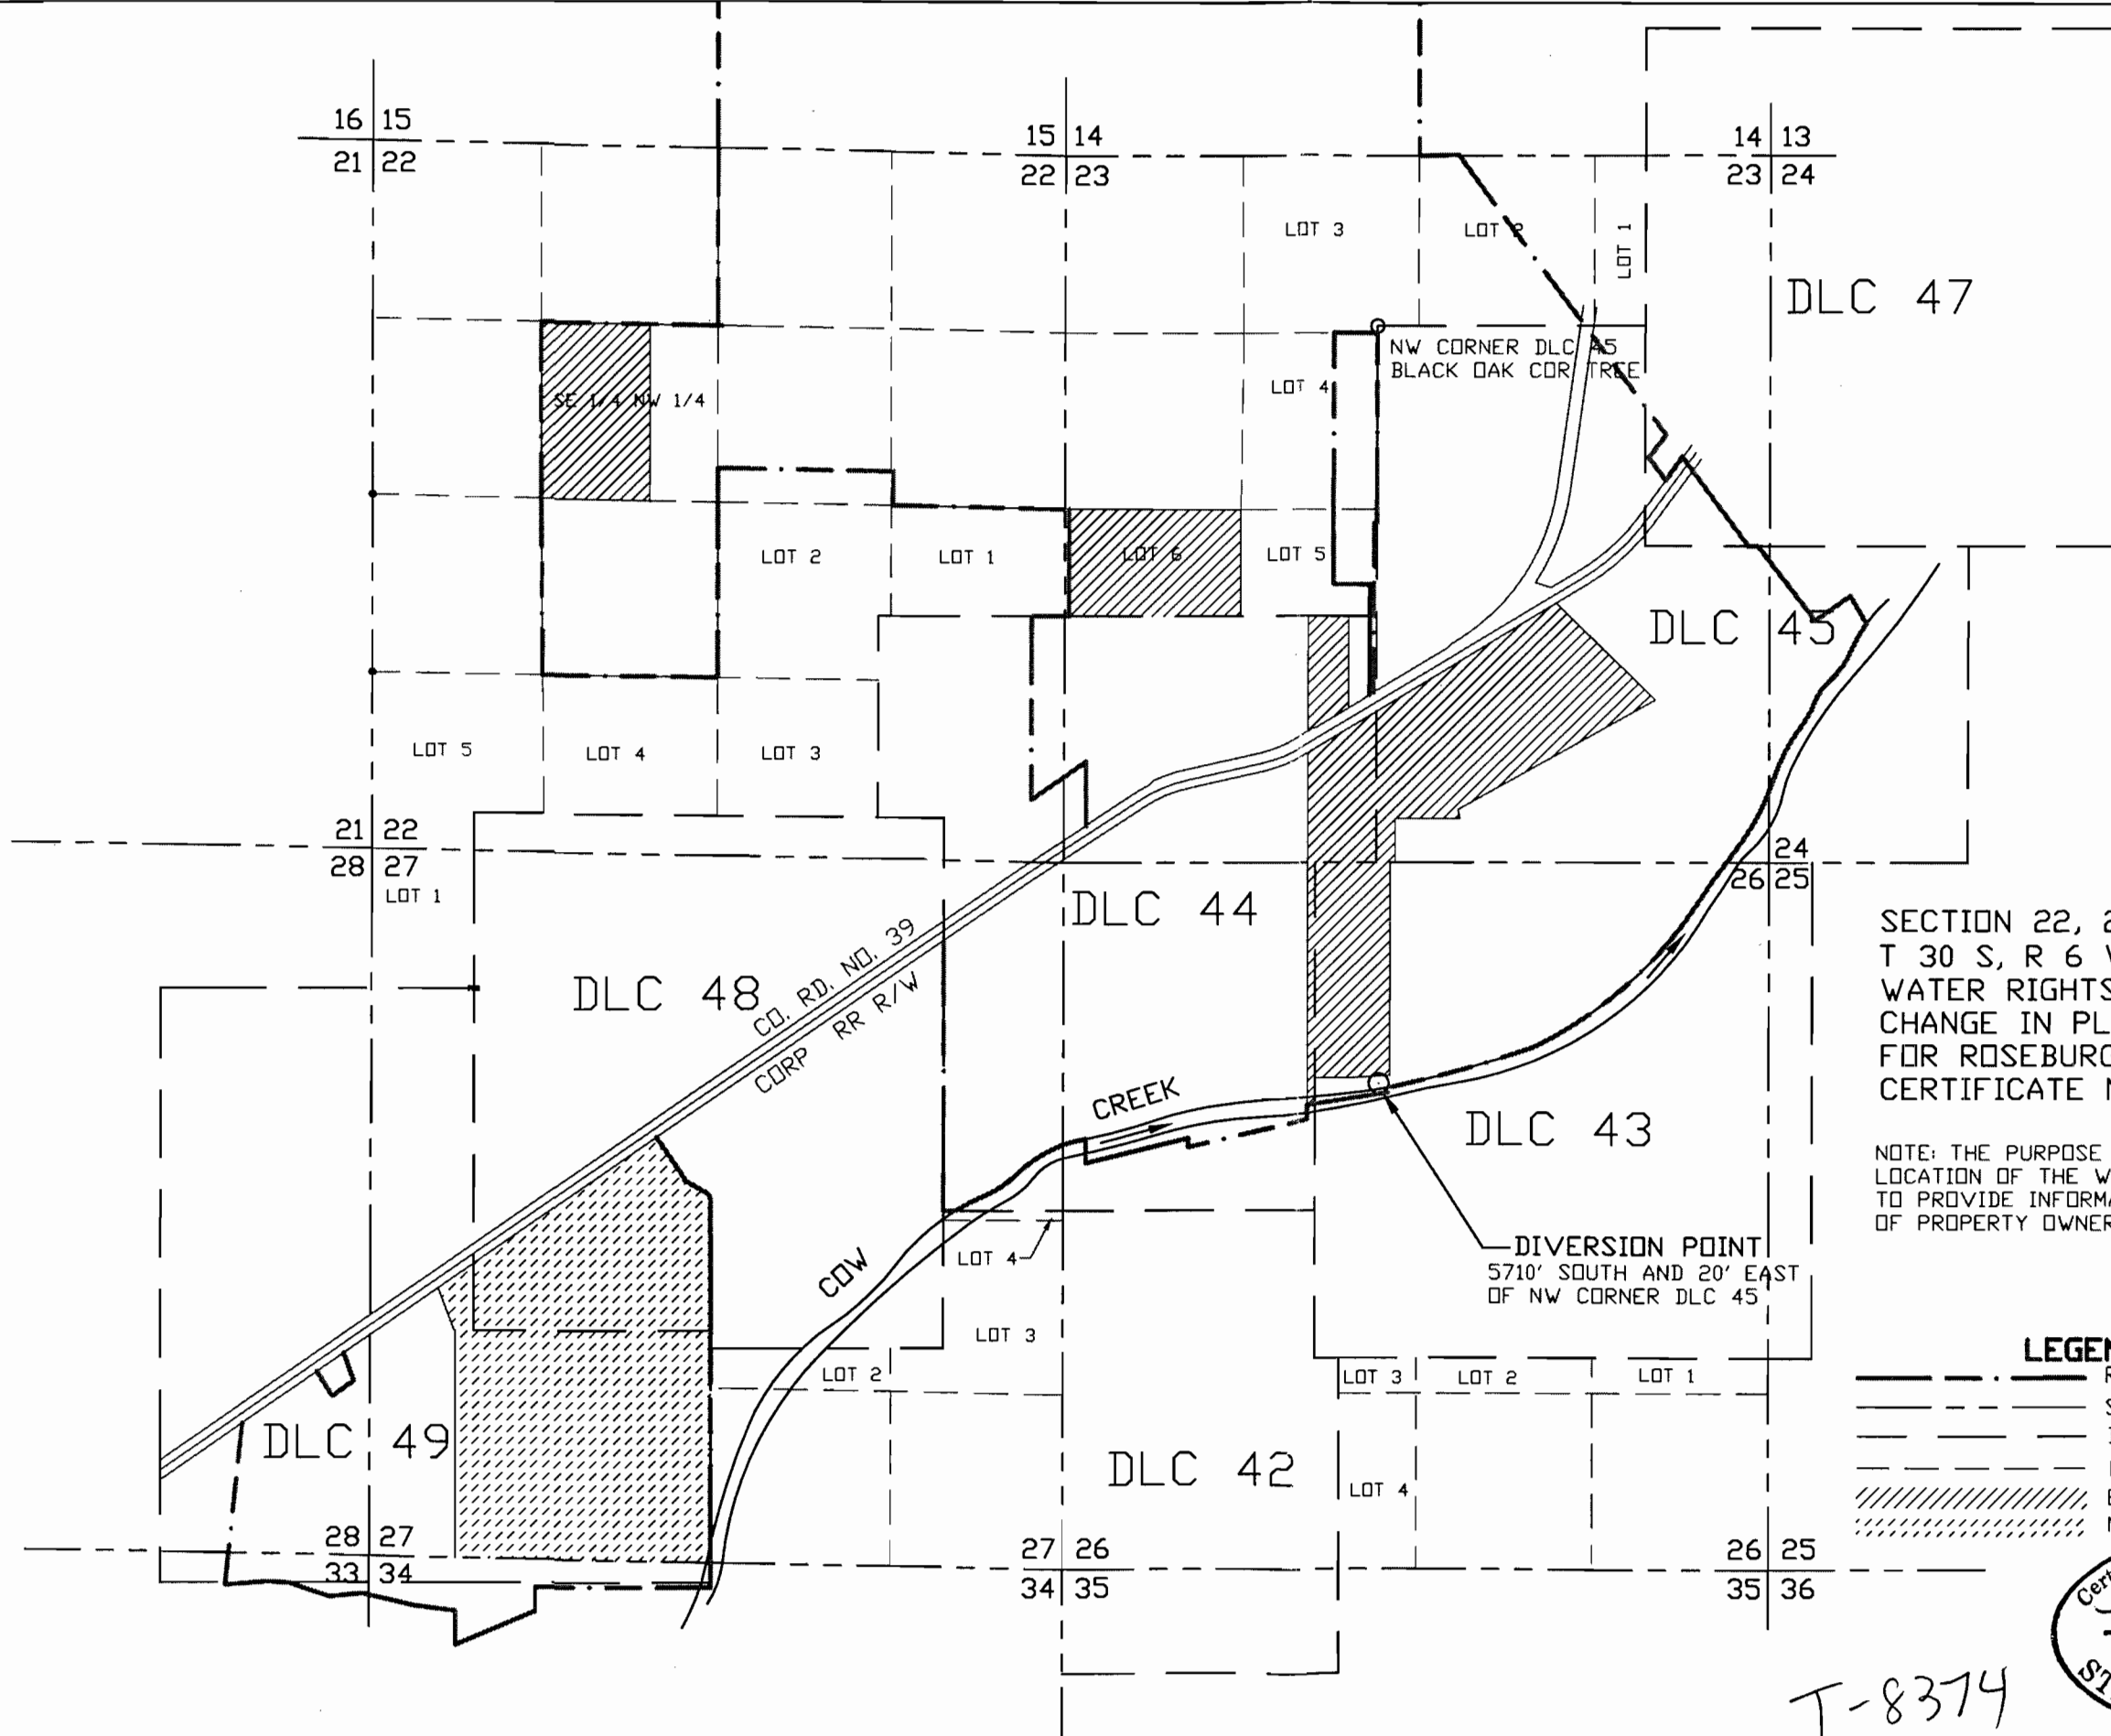 16 15
21 22
15 14
22 23
14 13
23 24
LOT 3
LOT 2
LOT 1
DLC 47
NW CORNER DLC 45
BLACK OAK COR TREE
LOT 4
SE 1/4 NW 1/4
LOT 2
LOT 1
LOT 6
LOT 5
DLC 45
LOT 5
LOT 4
LOT 3
21 22
28 27
LOT 1
24
26 25
DLC 44
DLC 48
CO. RD. NO. 39
CORP RR R/W
SECTION 22, 2
T 30 S, R 6 W
WATER RIGHTS
CHANGE IN PL
FOR ROSEBURG
CERTIFICATE N
CREEK
DLC 43
NOTE: THE PURPOSE
LOCATION OF THE W
TO PROVIDE INFORMA
OF PROPERTY OWNER
DIVERSION POINT
5710' SOUTH AND 20' EAST
OF NW CORNER DLC 45
COW
LOT 4
LOT 3
LOT 2
LOT 3
LOT 2
LOT 1
LEGEN
DLC 49
DLC 42
LOT 4
28 27
33 34
27 26
34 35
26 25
35 36
Cert
ST
T-8374